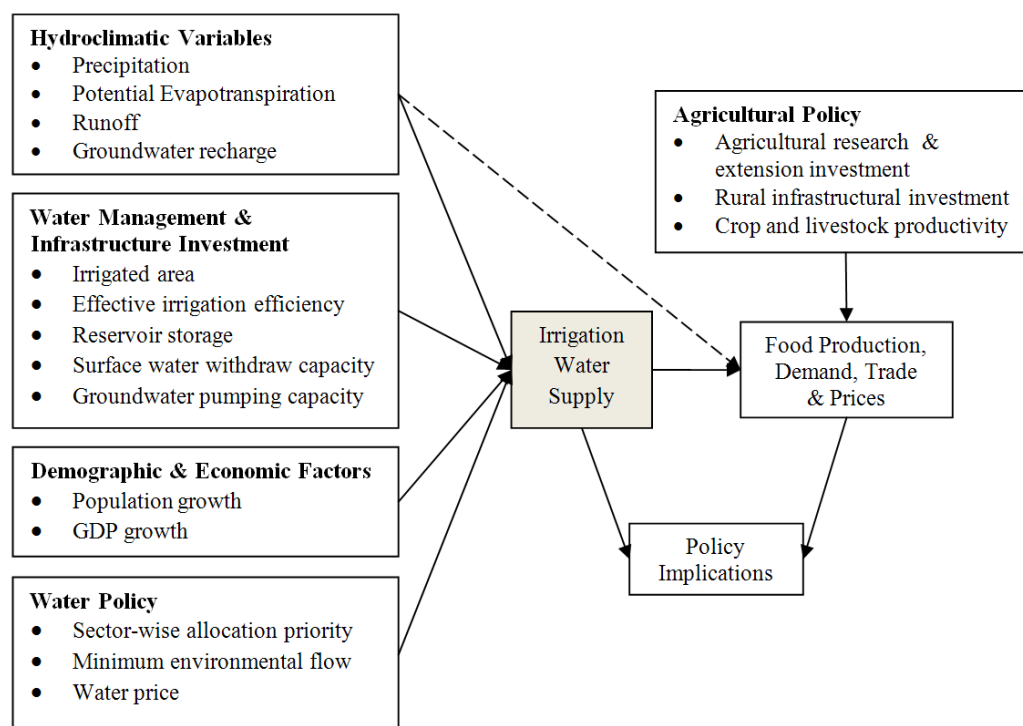 Hydroclimatic Variables
• Precipitation
• Potential Evapotranspiration
• Runoff
• Groundwater recharge
Water Management &
Infrastructure Investment
• Irrigated area
• Effective irrigation efficiency
• Reservoir storage
• Surface water withdraw capacity
• Groundwater pumping capacity
Demographic & Economic Factors
• Population growth
• GDP growth
Water Policy
• Sector-wise allocation priority
• Minimum environmental flow
• Water price
Irrigation
Water
Supply
Agricultural Policy
• Agricultural research &
extension investment
• Rural infrastructural investment
• Crop and livestock productivity
Food Production,
Demand, Trade
& Prices
Policy
Implications